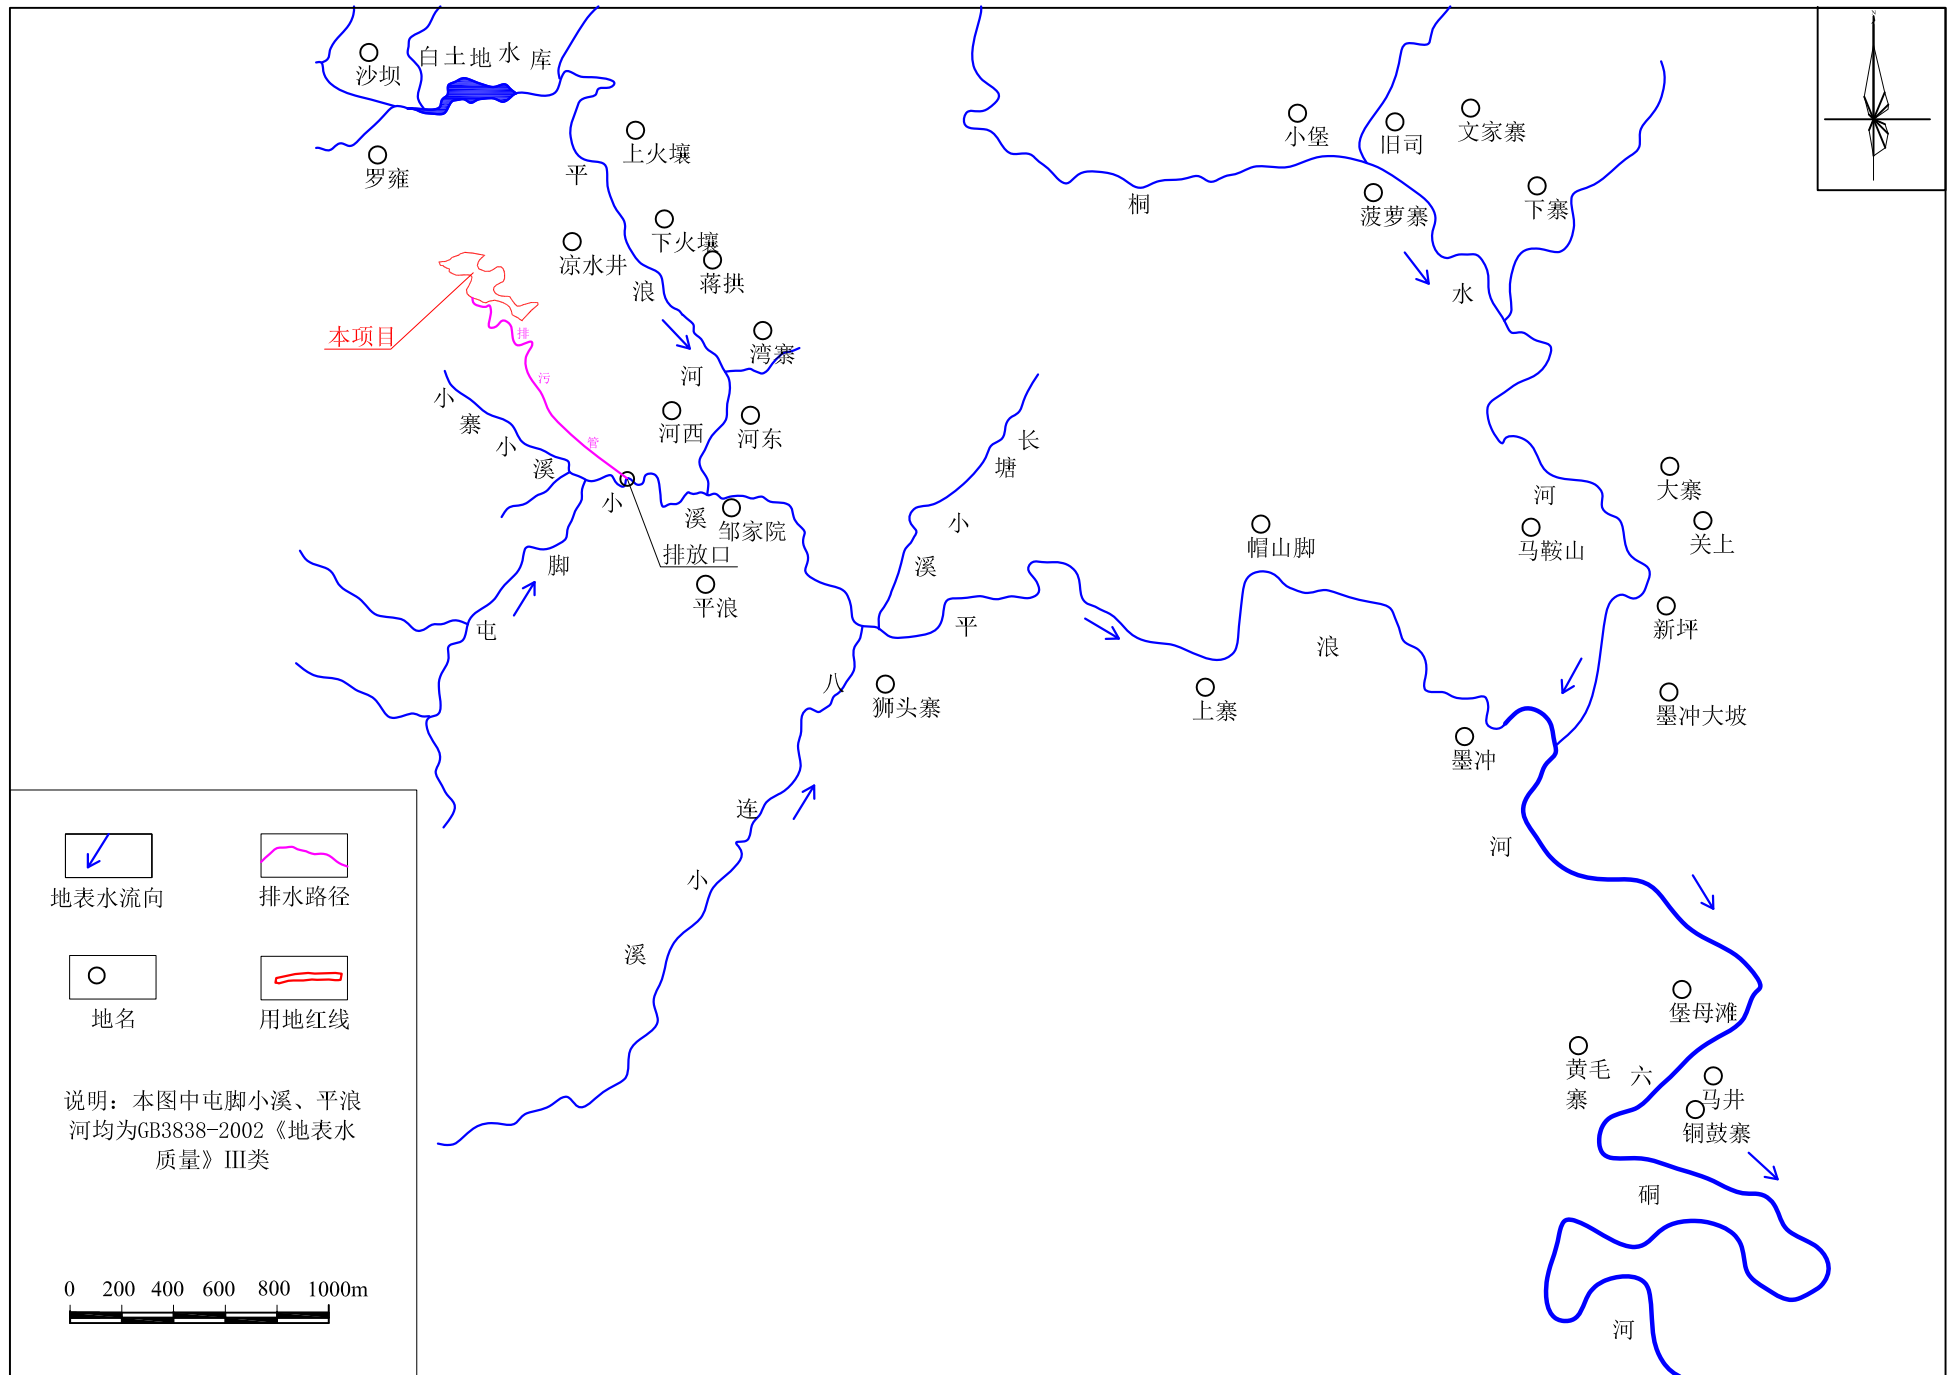 N
沙坝
白土地水库
罗雍
上火壤
平
下火壤
凉水井
蒋拱
浪
本项目
排
污
管
湾寨
河
河西
河东
小
寨
小
溪
小
溪
邹家院
排放口
脚
平浪
屯
长
塘
小
溪
平
八
狮头寨
连
小
溪
小堡
旧司
文家寨
桐
菠萝寨
下寨
水
河
大寨
关上
马鞍山
帽山脚
新坪
浪
上寨
墨冲大坡
墨冲
河
堡母滩
黄毛
寨
六
马井
铜鼓寨
硐
河
地表水流向
排水路径
地名
用地红线
说明：本图中屯脚小溪、平浪
河均为GB3838-2002《地表水
质量》III类
0 200 400 600 800 1000m